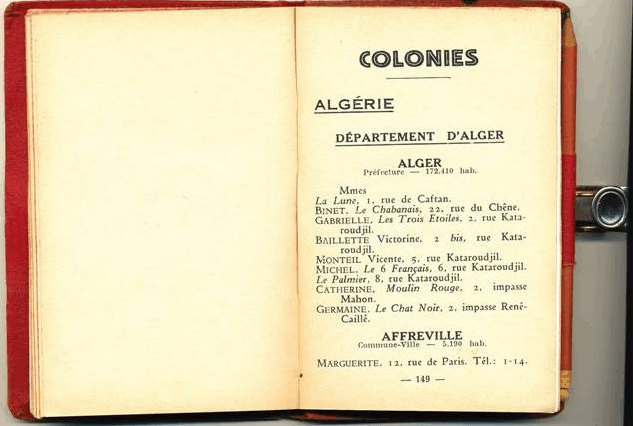 COLONIES
ALGÉRIE
DÉPARTEMENT D'ALGER
ALGER
Préfecture — 172.410 hab.
Mmes
La Lune, 1, rue de Caftan.
BINET, Le Chabanais, 22, rue du Chêne.
GABRIELLE, Les Trois Etoiles, 2, rue Kata-
roudjil.
BAILLETTE Victorine, 2 bis, rue Kata-
roudjil.
MONTEIL Vicente, 5, rue Kataroudjil.
MICHEL, Le 6 Français, 6, rue Kataroudjil.
Le Palmier, 8, rue Kataroudjil.
CATHERINE, Moulin Rouge, 2, impasse
Mahon.
GERMAINE, Le Chat Noir, 2, impasse René-
Caillé.
AFFREVILLE
Commune-Ville — 5.190 hab.
MARGUERITE, 12, rue de Paris. Tél.: 1-14.
— 149 —